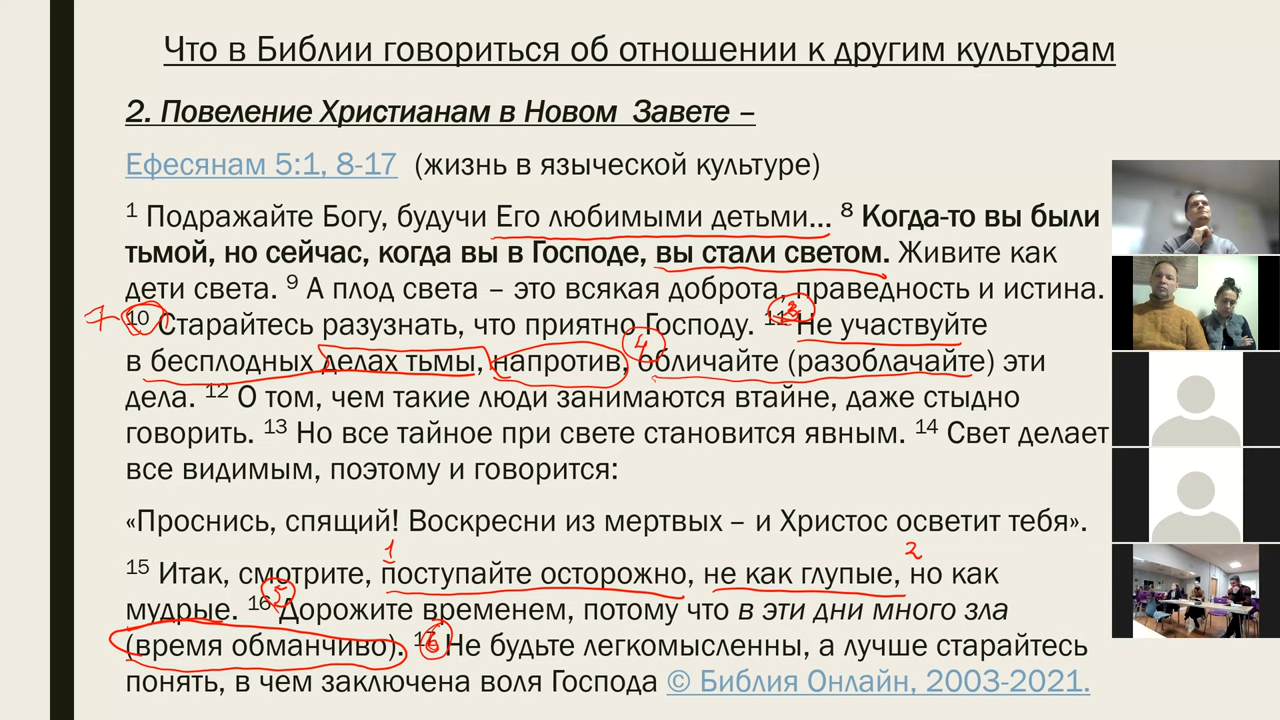 Что в Библии говориться об отношении к другим культурам
2. Повеление Христианам в Новом Завете –
Ефесянам 5:1, 8-17 (жизнь в языческой культуре)
1 Подражайте Богу, будучи Его любимыми детьми... 8 Когда-то вы были
тьмой, но сейчас, когда вы в Господе, вы стали светом. Живите как
дети света. 9 А плод света – это всякая доброта, праведность и истина.
7 10 Старайтесь разузнать, что приятно Господу. 11 3 Не участвуйте
в бесплодных делах тьмы, напротив, 4 обличайте (разоблачайте) эти
дела. 12 О том, чем такие люди занимаются втайне, даже стыдно
говорить. 13 Но все тайное при свете становится явным. 14 Свет делает
все видимым, поэтому и говорится:
«Проснись, спящий! Воскресни из мертвых – и Христос осветит тебя».
1 2
15 Итак, смотрите, поступайте осторожно, не как глупые, но как
мудрые. 16 5 Дорожите временем, потому что в эти дни много зла
(время обманчиво). 17 6 Не будьте легкомысленны, а лучше старайтесь
понять, в чем заключена воля Господа © Библия Онлайн, 2003-2021.